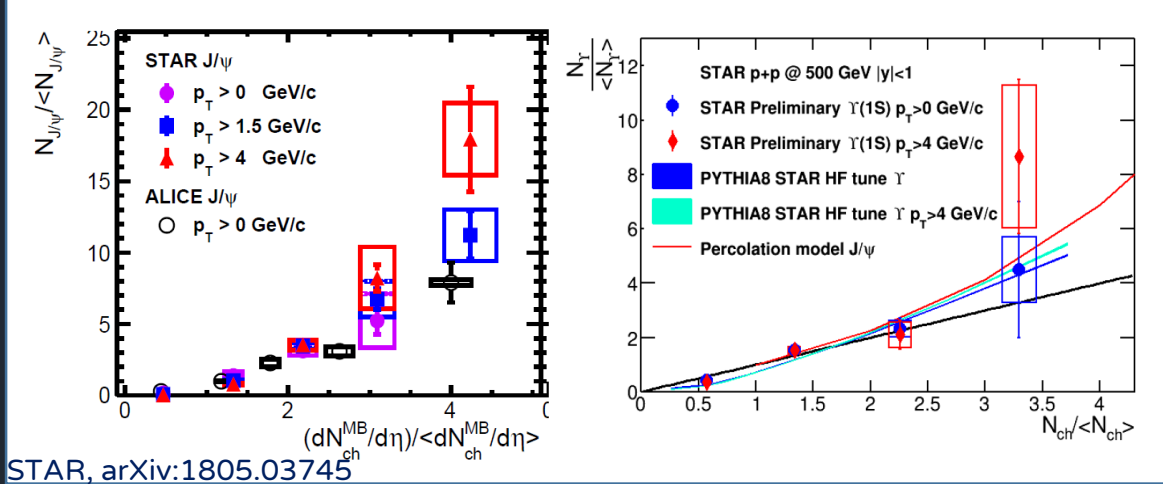 N_J/ψ/<N_J/ψ>
25
20
15
10
5
0
STAR J/ψ
p_T > 0 GeV/c
p_T > 1.5 GeV/c
p_T > 4 GeV/c
ALICE J/ψ
p_T > 0 GeV/c
0 2 4
(dN_ch^MB/dη)/<dN_ch^MB/dη>
N_ϒ/<N_ϒ>
12
10
8
6
4
2
0
STAR p+p @ 500 GeV |y|<1
STAR Preliminary ϒ(1S) p_T>0 GeV/c
STAR Preliminary ϒ(1S) p_T>4 GeV/c
PYTHIA8 STAR HF tune ϒ
PYTHIA8 STAR HF tune ϒ p_T>4 GeV/c
Percolation model J/ψ
0 0.5 1 1.5 2 2.5 3 3.5 4
N_ch/<N_ch>
STAR, arXiv:1805.03745